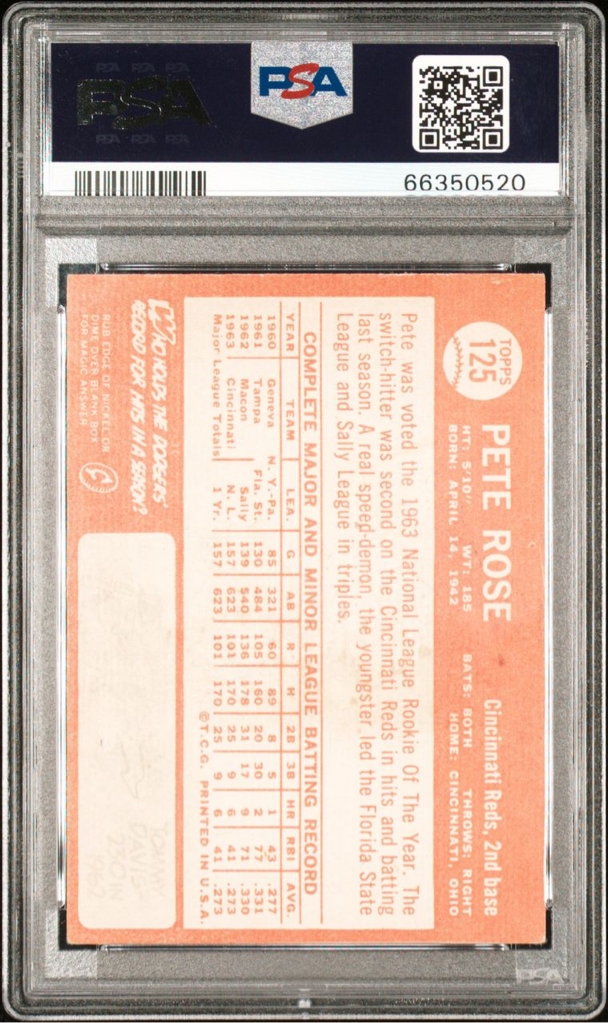 PSA
PSA
66350520
TOPPS
125
PETE ROSE
Cincinnati Reds, 2nd base
HT: 5'10" WT: 185 BATS: BOTH THROWS: RIGHT
BORN: APRIL 14, 1942 HOME: CINCINNATI, OHIO
Pete was voted the 1963 National League Rookie Of The Year. The
switch-hitter was second on the Cincinnati Reds in hits and batting
last season. A real speed-demon, the youngster led the Florida State
League and Sally League in triples.
COMPLETE MAJOR AND MINOR LEAGUE BATTING RECORD
YEAR TEAM LEA. G AB R H 2B 3B HR RBI AVG.
1960 Geneva N. Y.-Pa. 85 321 60 89 8 5 1 43 .277
1961 Tampa Fla. St. 130 484 105 160 20 30 2 77 .331
1962 Macon Sally 139 540 136 178 31 17 9 71 .330
1963 Cincinnati N. L. 157 623 101 170 25 9 6 41 .273
Major League Totals 1 Yr. 157 623 101 170 25 9 6 41 .273
©T.C.G. PRINTED IN U.S.A.
WHO HOLDS THE DODGERS'
RECORD FOR HITS IN A SEASON?
RUB EDGE OF NICKEL OR
DIME OVER BLANK BOX
FOR MAGIC ANSWER
TOMMY
DAVIS
230 IN
1962
PSA